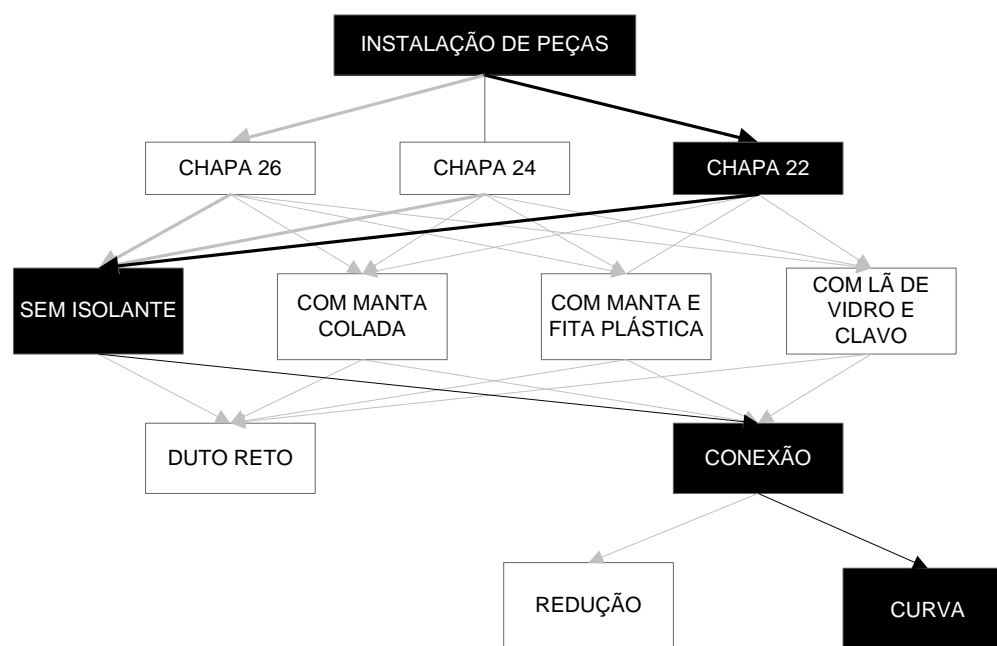 INSTALAÇÃO DE PEÇAS
CHAPA 26
CHAPA 24
CHAPA 22
SEM ISOLANTE
COM MANTA
COLADA
COM MANTA E
FITA PLÁSTICA
COM LÃ DE
VIDRO E
CLAVO
DUTO RETO
CONEXÃO
REDUÇÃO
CURVA